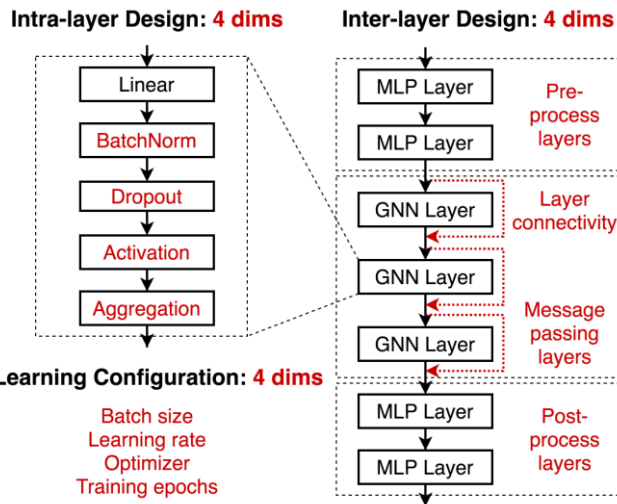 Intra-layer Design: 4 dims
Linear
BatchNorm
Dropout
Activation
Aggregation
Learning Configuration: 4 dims
Batch size
Learning rate
Optimizer
Training epochs
Inter-layer Design: 4 dims
MLP Layer
MLP Layer
Pre-
process
layers
GNN Layer
Layer
connectivity
GNN Layer
GNN Layer
Message
passing
layers
MLP Layer
MLP Layer
Post-
process
layers